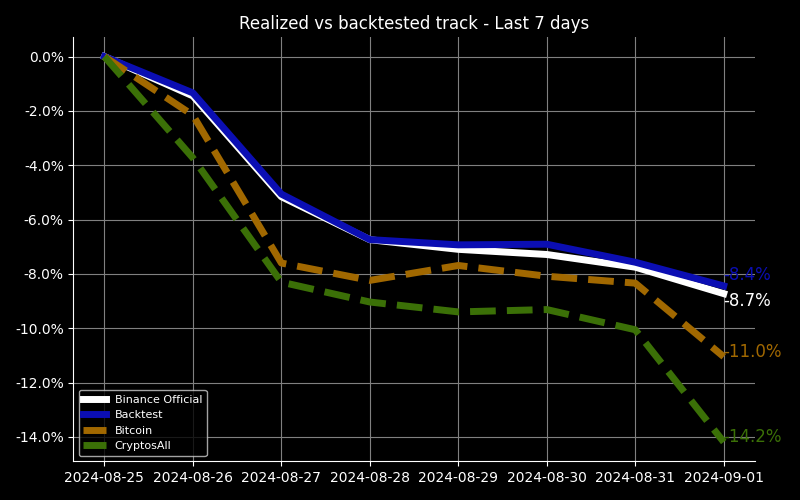 Realized vs backtested track - Last 7 days
0.0%
-2.0%
-4.0%
-6.0%
-8.0%
-10.0%
-12.0%
-14.0%
-8.4%
-8.7%
-11.0%
-14.2%
Binance Official
Backtest
Bitcoin
CryptosAll
2024-08-25 2024-08-26 2024-08-27 2024-08-28 2024-08-29 2024-08-30 2024-08-31 2024-09-01